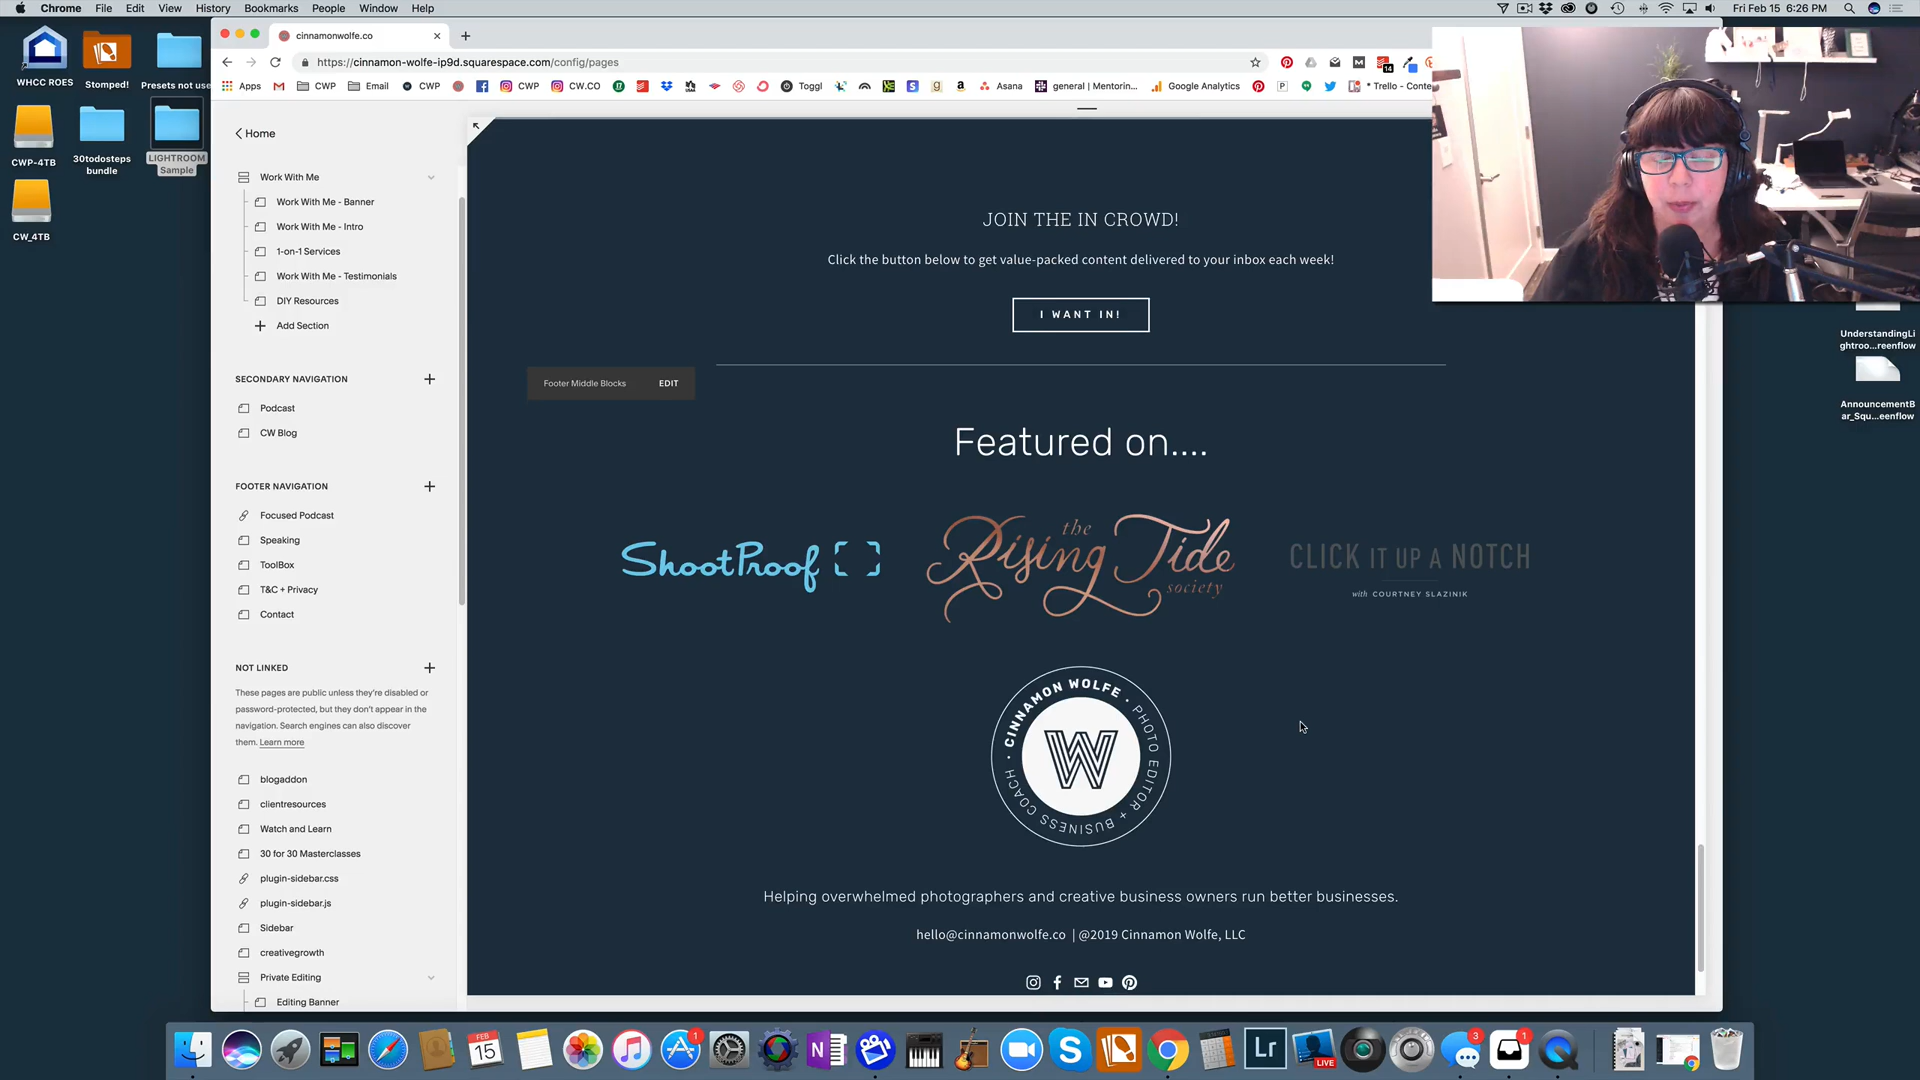 Chrome File Edit View History Bookmarks People Window Help
Fri Feb 15 6:26 PM
cinnamonwolfe.co
https://cinnamon-wolfe-ip9d.squarespace.com/config/pages
Apps CWP Email CWP CWP CW.CO Toggl Asana general | Mentorin... Google Analytics * Trello - Conte
WHCC ROES
Stomped!
Presets not use
CWP-4TB
30todosteps
bundle
LIGHTROOM
Sample
CW_4TB
Home
Work With Me
Work With Me - Banner
Work With Me - Intro
1-on-1 Services
Work With Me - Testimonials
DIY Resources
Add Section
SECONDARY NAVIGATION
Podcast
CW Blog
FOOTER NAVIGATION
Focused Podcast
Speaking
ToolBox
T&C + Privacy
Contact
NOT LINKED
These pages are public unless they're disabled or
password-protected, but they don't appear in the
navigation. Search engines can also discover
them. Learn more
blogaddon
clientresources
Watch and Learn
30 for 30 Masterclasses
plugin-sidebar.css
plugin-sidebar.js
Sidebar
creativegrowth
Private Editing
Editing Banner
JOIN THE IN CROWD!
Click the button below to get value-packed content delivered to your inbox each week!
I WANT IN!
Footer Middle Blocks EDIT
Featured on....
ShootProof
the Rising Tide society
CLICK IT UP A NOTCH
with COURTNEY SLAZINIK
CINNAMON WOLFE • PHOTO EDITOR + BUSINESS COACH •
W
Helping overwhelmed photographers and creative business owners run better businesses.
hello@cinnamonwolfe.co | @2019 Cinnamon Wolfe, LLC
UnderstandingLi
ghtroo...reenflow
AnnouncementB
ar_Squ...eenflow
FEB
15
1
N
Lr
LIVE
3
1